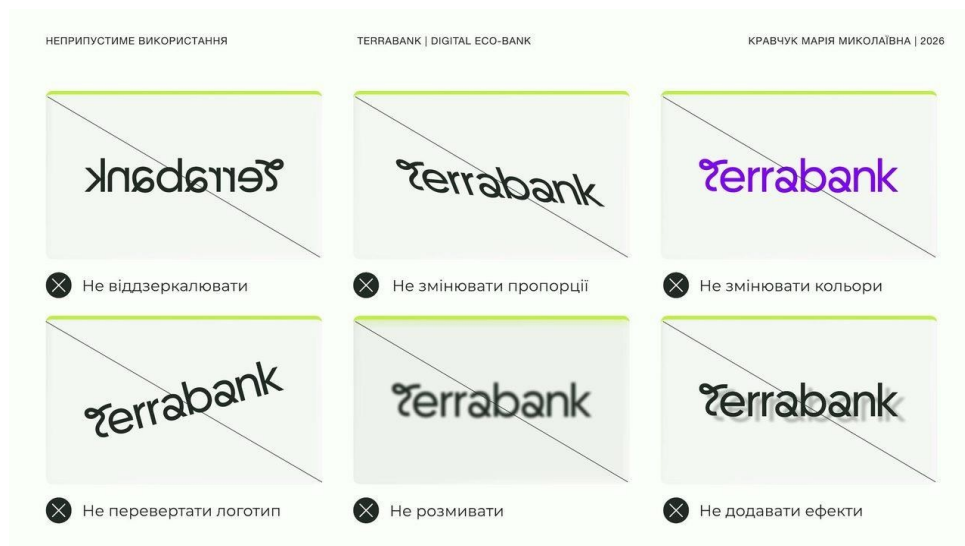 НЕПРИПУСТИМЕ ВИКОРИСТАННЯ
TERRABANK | DIGITAL ECO-BANK
КРАВЧУК МАРІЯ МИКОЛАЇВНА | 2026
Terrabank
Terrabank
Terrabank
Не віддзеркалювати
Не змінювати пропорції
Не змінювати кольори
Terrabank
Terrabank
Terrabank
Не перевертати логотип
Не розмивати
Не додавати ефекти